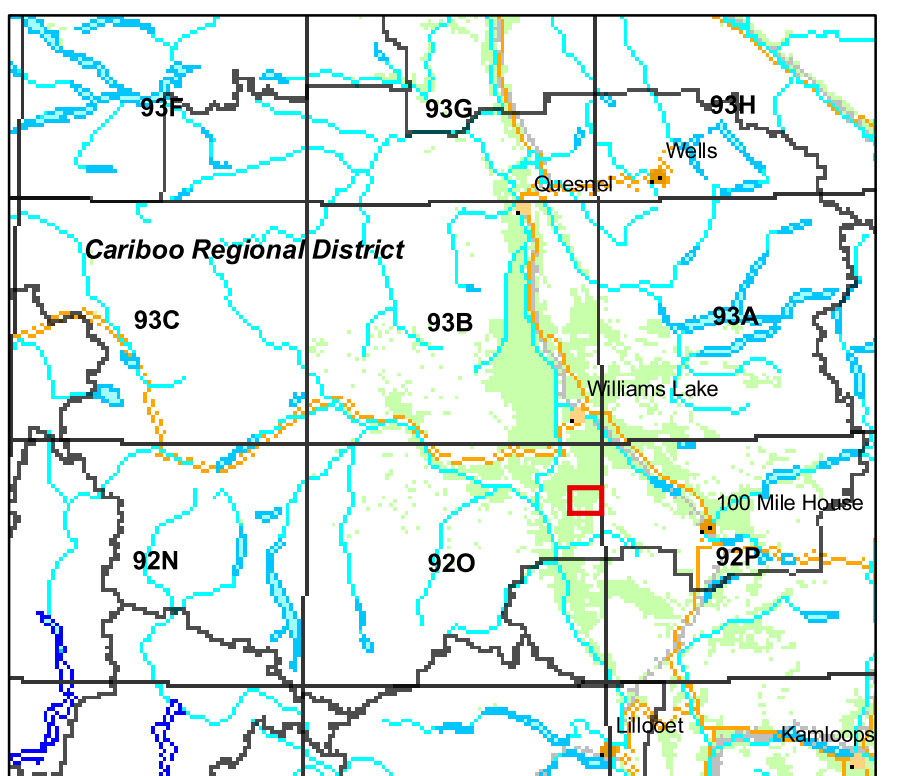 93F
93G
93H
Wells
Quesnel
Cariboo Regional District
93C
93B
93A
Williams Lake
100 Mile House
92N
92O
92P
Lillooet
Kamloops